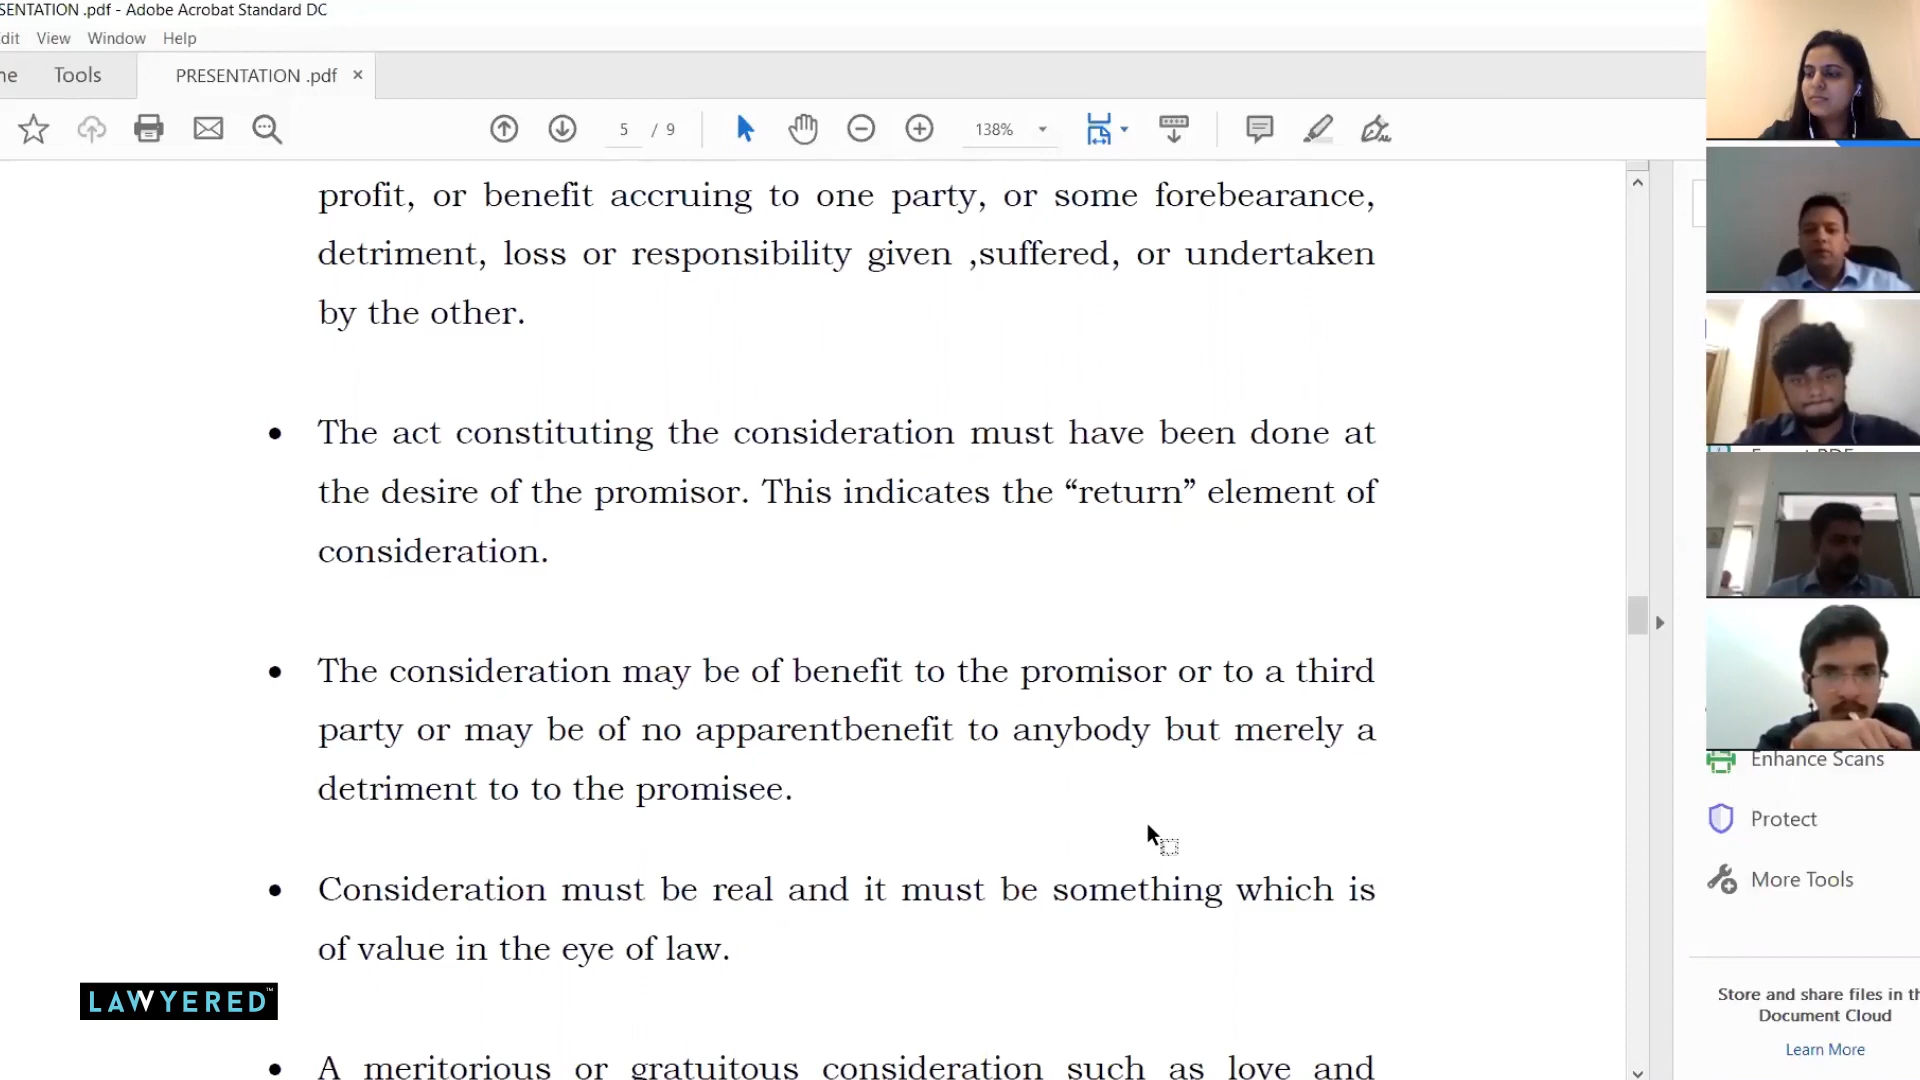 SENTATION .pdf - Adobe Acrobat Standard DC
dit View Window Help
ne Tools PRESENTATION .pdf ×
5 / 9 138%
profit, or benefit accruing to one party, or some forebearance,
detriment, loss or responsibility given ,suffered, or undertaken
by the other.
• The act constituting the consideration must have been done at
the desire of the promisor. This indicates the “return” element of
consideration.
• The consideration may be of benefit to the promisor or to a third
party or may be of no apparentbenefit to anybody but merely a
detriment to to the promisee.
• Consideration must be real and it must be something which is
of value in the eye of law.
• A meritorious or gratuitous consideration such as love and
LAWYERED™
Enhance Scans
Protect
More Tools
Store and share files in th
Document Cloud
Learn More